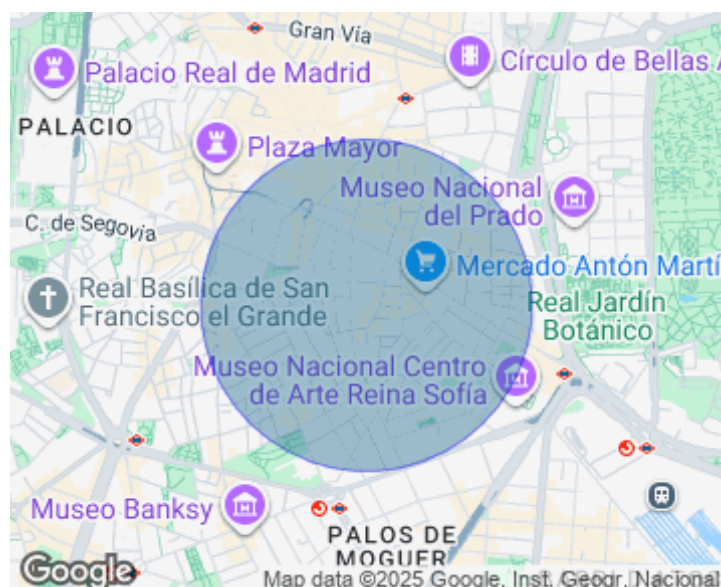 Gran Vía
Palacio Real de Madrid
Círculo de Bellas A
PALACIO
Plaza Mayor
Museo Nacional
del Prado
C. de Segovia
Mercado Antón Martí
Real Basílica de San
Francisco el Grande
Real Jardín
Botánico
Museo Nacional Centro
de Arte Reina Sofía
Museo Banksy
PALOS DE
MOGUER
Google
Map data ©2025 Google, Inst. Geogr. Nacional